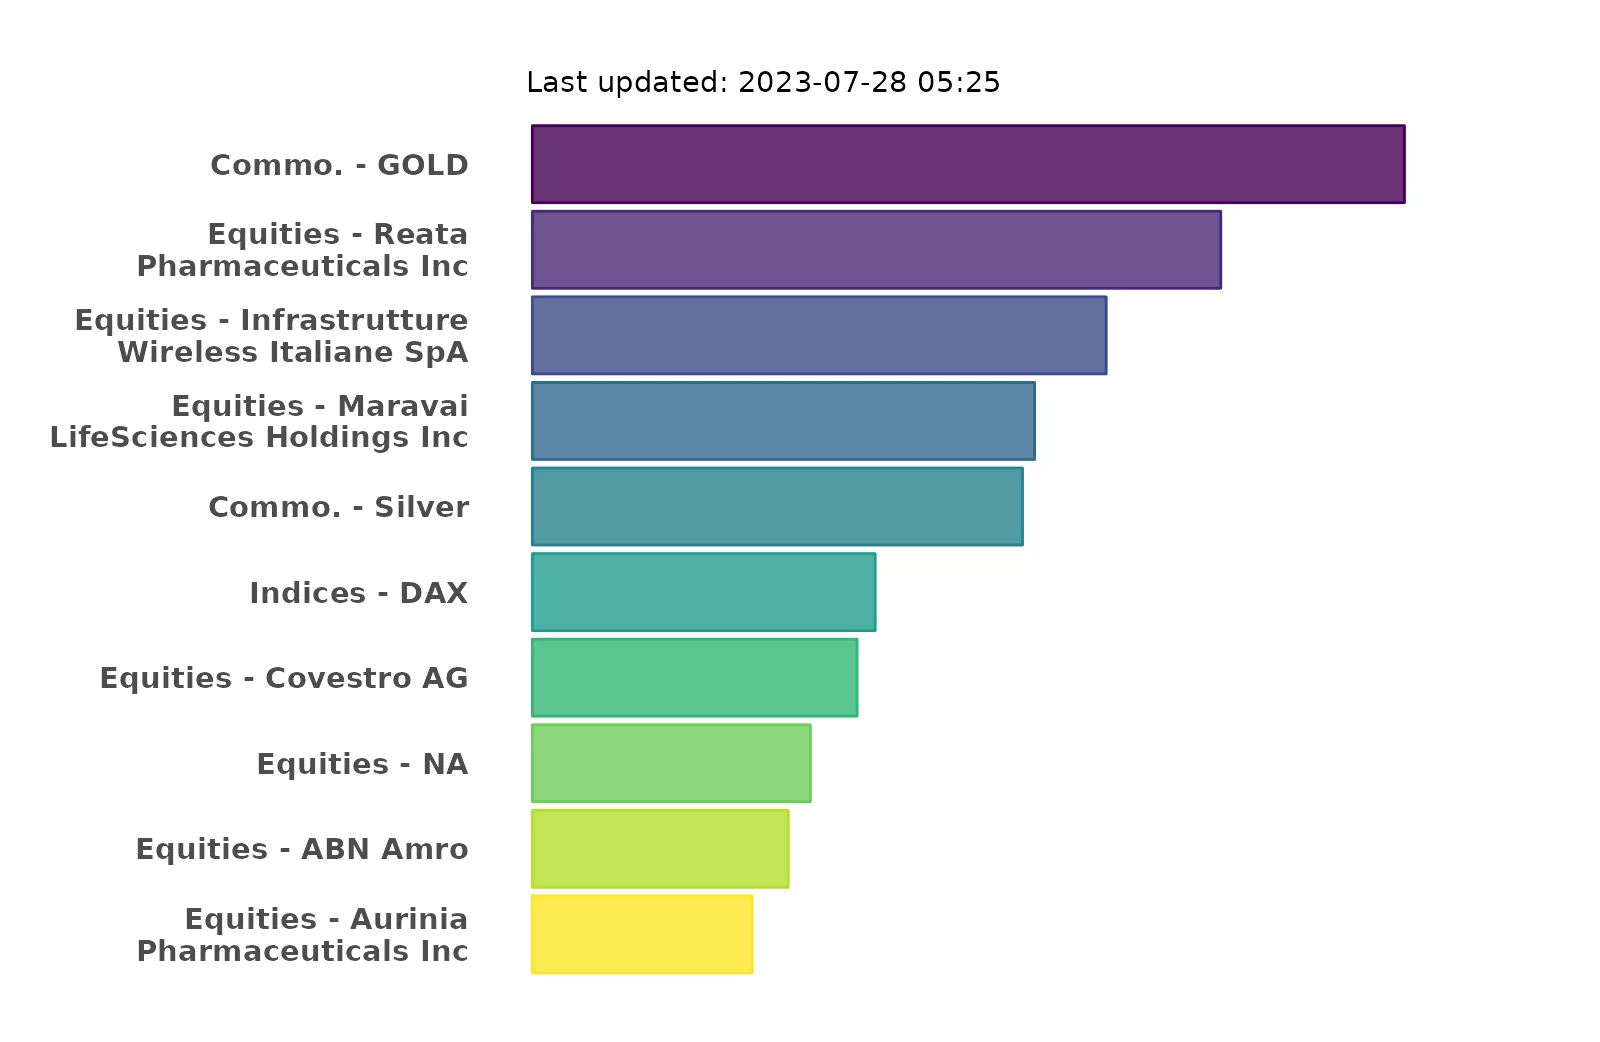 Last updated: 2023-07-28 05:25
Commo. - GOLD
Equities - Reata
Pharmaceuticals Inc
Equities - Infrastrutture
Wireless Italiane SpA
Equities - Maravai
LifeSciences Holdings Inc
Commo. - Silver
Indices - DAX
Equities - Covestro AG
Equities - NA
Equities - ABN Amro
Equities - Aurinia
Pharmaceuticals Inc